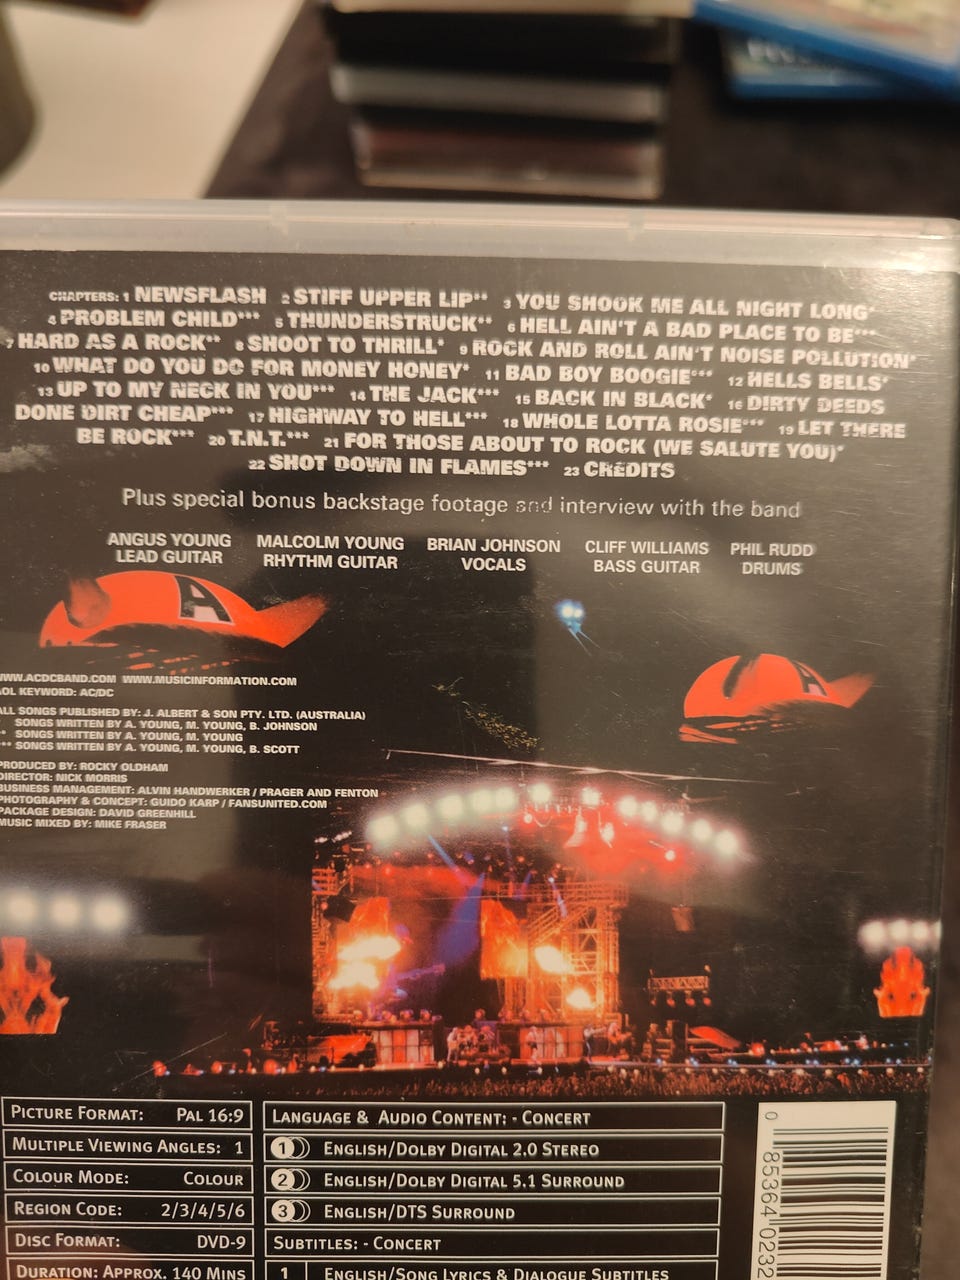 CHAPTERS: 1 NEWSFLASH 2 STIFF UPPER LIP** 3 YOU SHOOK ME ALL NIGHT LONG*
4 PROBLEM CHILD*** 5 THUNDERSTRUCK** 6 HELL AIN'T A BAD PLACE TO BE***
7 HARD AS A ROCK** 8 SHOOT TO THRILL* 9 ROCK AND ROLL AIN'T NOISE POLLUTION*
10 WHAT DO YOU DO FOR MONEY HONEY* 11 BAD BOY BOOGIE*** 12 HELLS BELLS*
13 UP TO MY NECK IN YOU*** 14 THE JACK*** 15 BACK IN BLACK* 16 DIRTY DEEDS
DONE DIRT CHEAP*** 17 HIGHWAY TO HELL*** 18 WHOLE LOTTA ROSIE*** 19 LET THERE
BE ROCK*** 20 T.N.T.*** 21 FOR THOSE ABOUT TO ROCK (WE SALUTE YOU)*
22 SHOT DOWN IN FLAMES*** 23 CREDITS
Plus special bonus backstage footage and interview with the band
ANGUS YOUNG
LEAD GUITAR
MALCOLM YOUNG
RHYTHM GUITAR
BRIAN JOHNSON
VOCALS
CLIFF WILLIAMS
BASS GUITAR
PHIL RUDD
DRUMS
A
A
WWW.ACDCBAND.COM WWW.MUSICINFORMATION.COM
AOL KEYWORD: AC/DC
ALL SONGS PUBLISHED BY: J. ALBERT & SON PTY. LTD. (AUSTRALIA)
SONGS WRITTEN BY A. YOUNG, M. YOUNG, B. JOHNSON
** SONGS WRITTEN BY A. YOUNG, M. YOUNG
*** SONGS WRITTEN BY A. YOUNG, M. YOUNG, B. SCOTT
PRODUCED BY: ROCKY OLDHAM
DIRECTOR: NICK MORRIS
BUSINESS MANAGEMENT: ALVIN HANDWERKER / PRAGER AND FENTON
PHOTOGRAPHY & CONCEPT: GUIDO KARP / FANSUNITED.COM
PACKAGE DESIGN: DAVID GREENHILL
MUSIC MIXED BY: MIKE FRASER
PICTURE FORMAT: PAL 16:9
MULTIPLE VIEWING ANGLES: 1
COLOUR MODE: COLOUR
REGION CODE: 2/3/4/5/6
DISC FORMAT: DVD-9
DURATION: APPROX. 140 MINS
LANGUAGE & AUDIO CONTENT: - CONCERT
1 ENGLISH/DOLBY DIGITAL 2.0 STEREO
2 ENGLISH/DOLBY DIGITAL 5.1 SURROUND
3 ENGLISH/DTS SURROUND
SUBTITLES: - CONCERT
1 ENGLISH/SONG LYRICS & DIALOGUE SUBTITLES
0 85364 0232